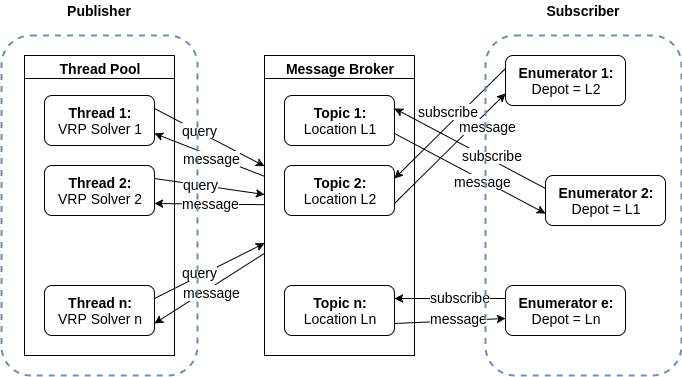 Publisher
Subscriber
Thread Pool
Message Broker
Thread 1:
VRP Solver 1
Thread 2:
VRP Solver 2
Thread n:
VRP Solver n
query
message
query
message
query
message
Topic 1:
Location L1
Topic 2:
Location L2
Topic n:
Location Ln
subscribe
message
subscribe
message
subscribe
message
Enumerator 1:
Depot = L2
Enumerator 2:
Depot = L1
Enumerator e:
Depot = Ln